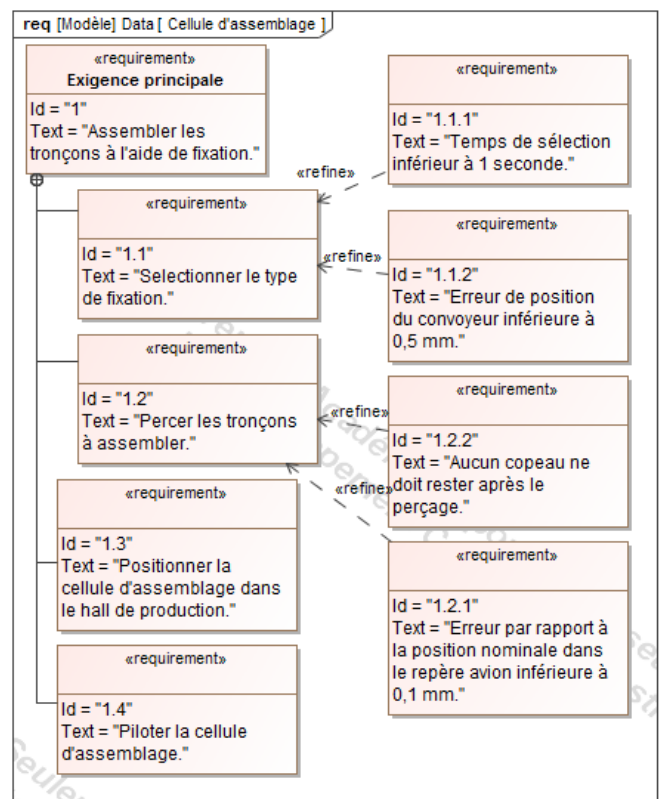 req [Modèle] Data [ Cellule d'assemblage ]
«requirement»
Exigence principale
Id = "1"
Text = "Assembler les
tronçons à l'aide de fixation."
«requirement»
Id = "1.1.1"
Text = "Temps de sélection
inférieur à 1 seconde."
«refine»
«requirement»
Id = "1.1"
Text = "Selectionner le type
de fixation."
«requirement»
Id = "1.1.2"
Text = "Erreur de position
du convoyeur inférieure à
0,5 mm."
«refine»
«requirement»
Id = "1.2"
Text = "Percer les tronçons
à assembler."
«requirement»
Id = "1.2.2"
Text = "Aucun copeau ne
doit rester après le
perçage."
«refine»
«refine»
«requirement»
Id = "1.3"
Text = "Positionner la
cellule d'assemblage dans
le hall de production."
«requirement»
Id = "1.2.1"
Text = "Erreur par rapport à
la position nominale dans
le repère avion inférieure à
0,1 mm."
«requirement»
Id = "1.4"
Text = "Piloter la cellule
d'assemblage."